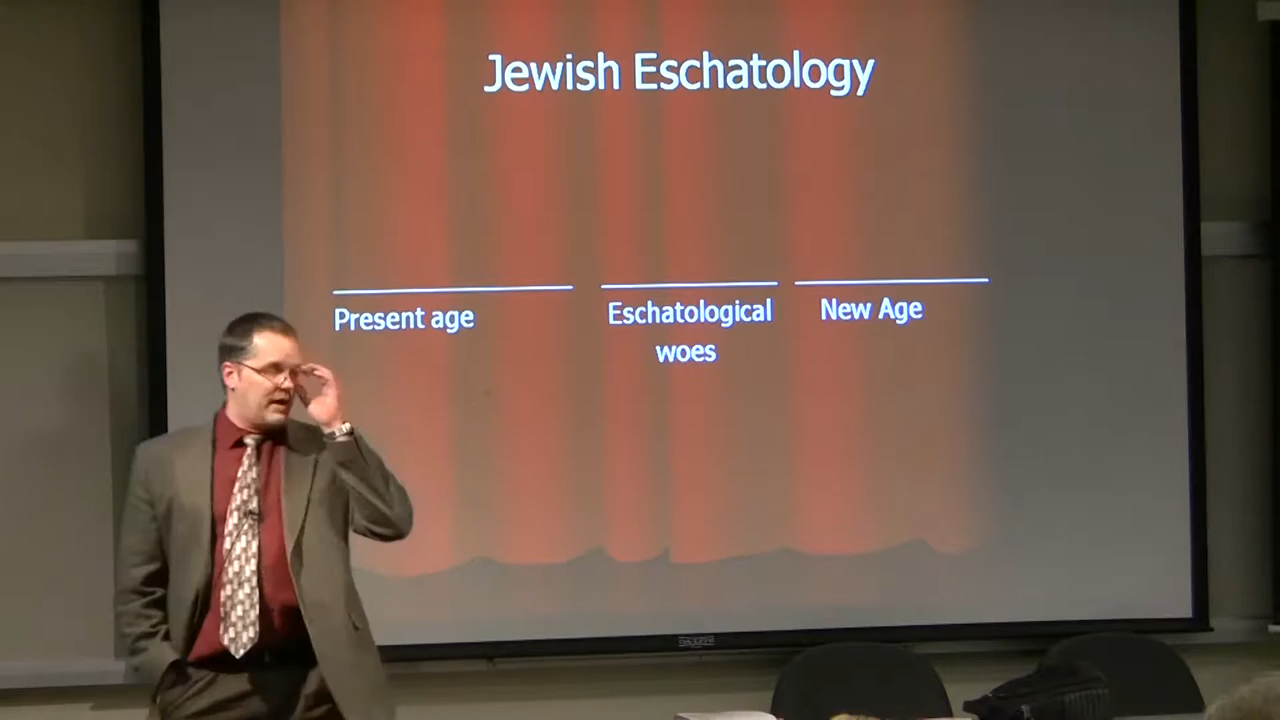 Jewish Eschatology
Present age
Eschatological
woes
New Age